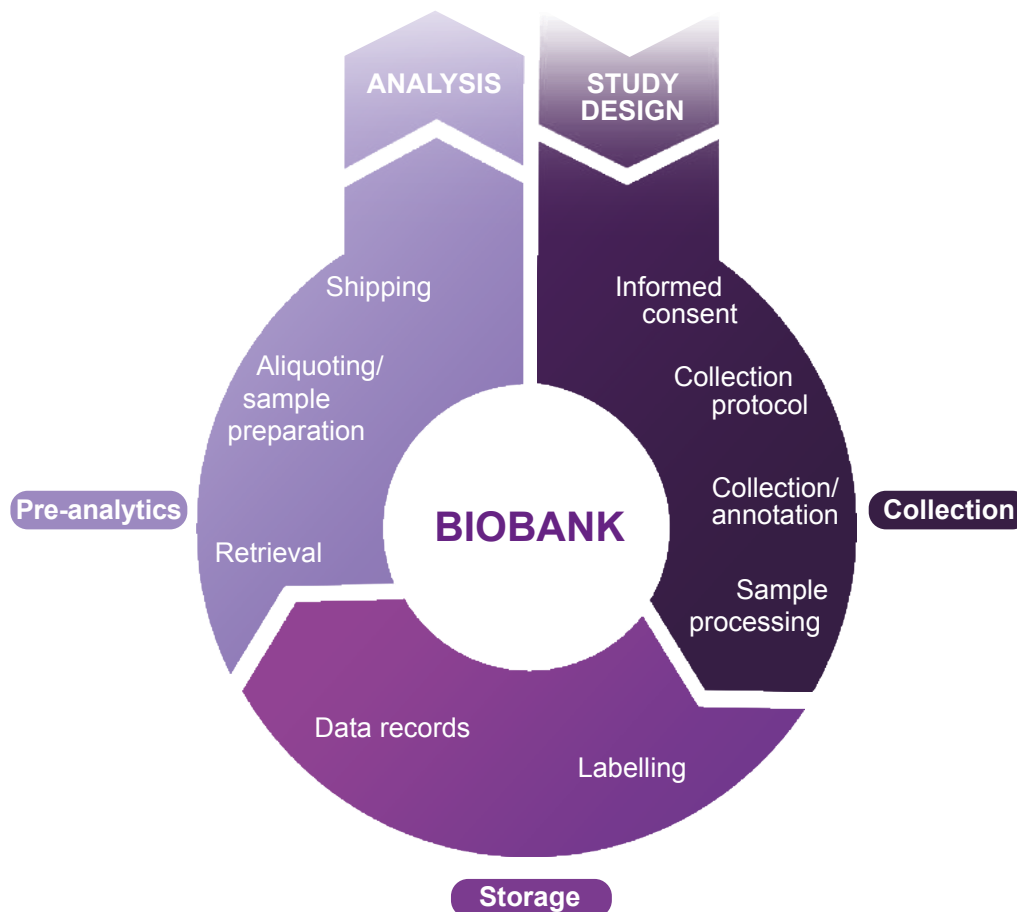 ANALYSIS
STUDY
DESIGN
Informed
consent
Collection
protocol
Collection/
annotation
Collection
Sample
processing
Labelling
Storage
Data records
Retrieval
Pre-analytics
Aliquoting/
sample
preparation
Shipping
BIOBANK